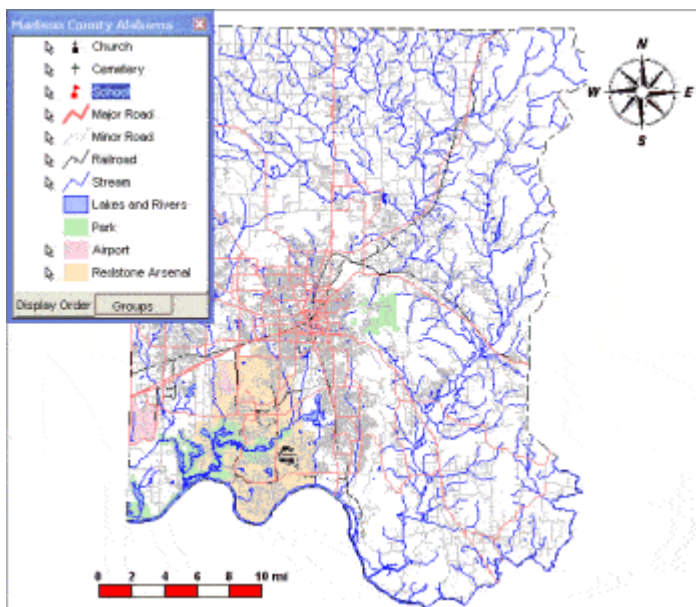 Madison County Alabama
Church
Cemetery
School
Major Road
Minor Road
Railroad
Stream
Lakes and Rivers
Park
Airport
Redstone Arsenal
Display Order
Groups
N
W
E
S
0 2 4 6 8 10 mi